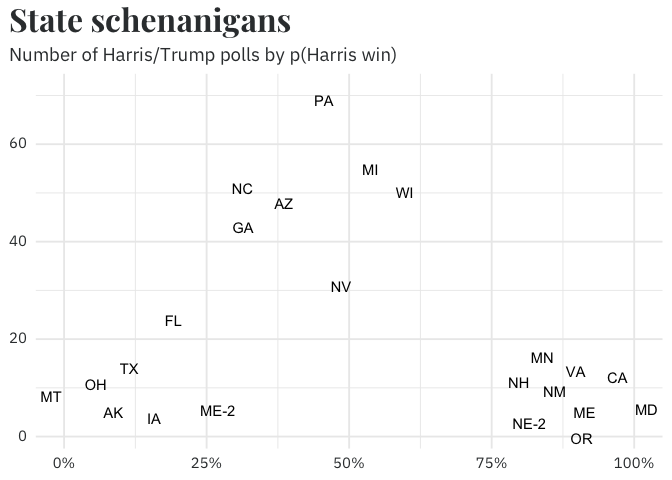 State schenanigans
Number of Harris/Trump polls by p(Harris win)
PA
60
MI
NC
WI
AZ
GA
40
NV
FL
20
MN
TX
VA
CA
OH
NH
NM
MT
ME-2
MD
AK
ME
IA
NE-2
0
OR
0%
25%
50%
75%
100%